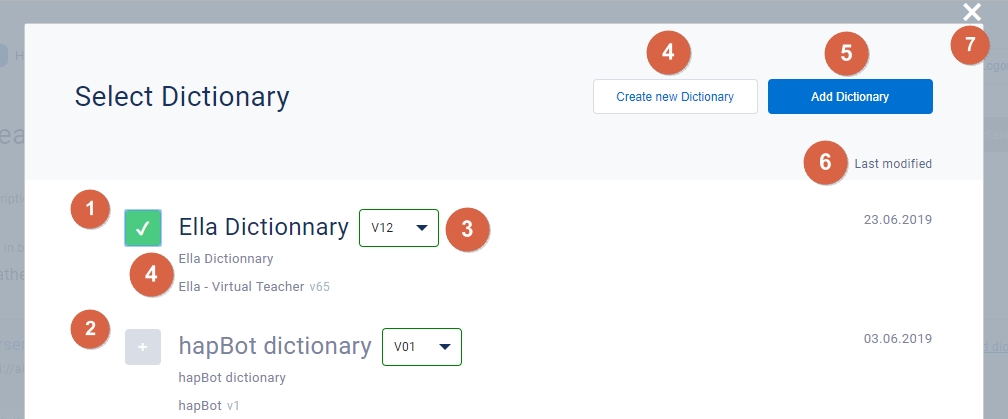 7
4
5
Select Dictionary
Create new Dictionary
Add Dictionary
6 Last modified
1
Ella Dictionnary V12 3
23.06.2019
Ella Dictionnary
4
Ella - Virtual Teacher v65
2
hapBot dictionary V01
03.06.2019
hapBot dictionary
hapBot v1